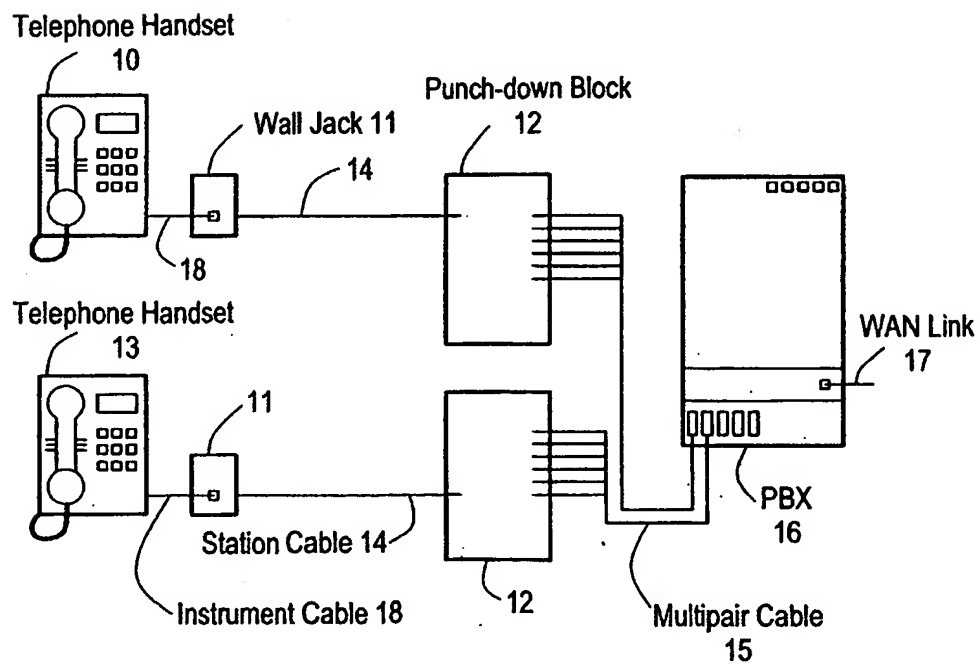 Telephone Handset
10
Punch-down Block
12
Wall Jack 11
14
18
Telephone Handset
13
WAN Link
17
11
PBX
16
Station Cable 14
12
Instrument Cable 18
Multipair Cable
15